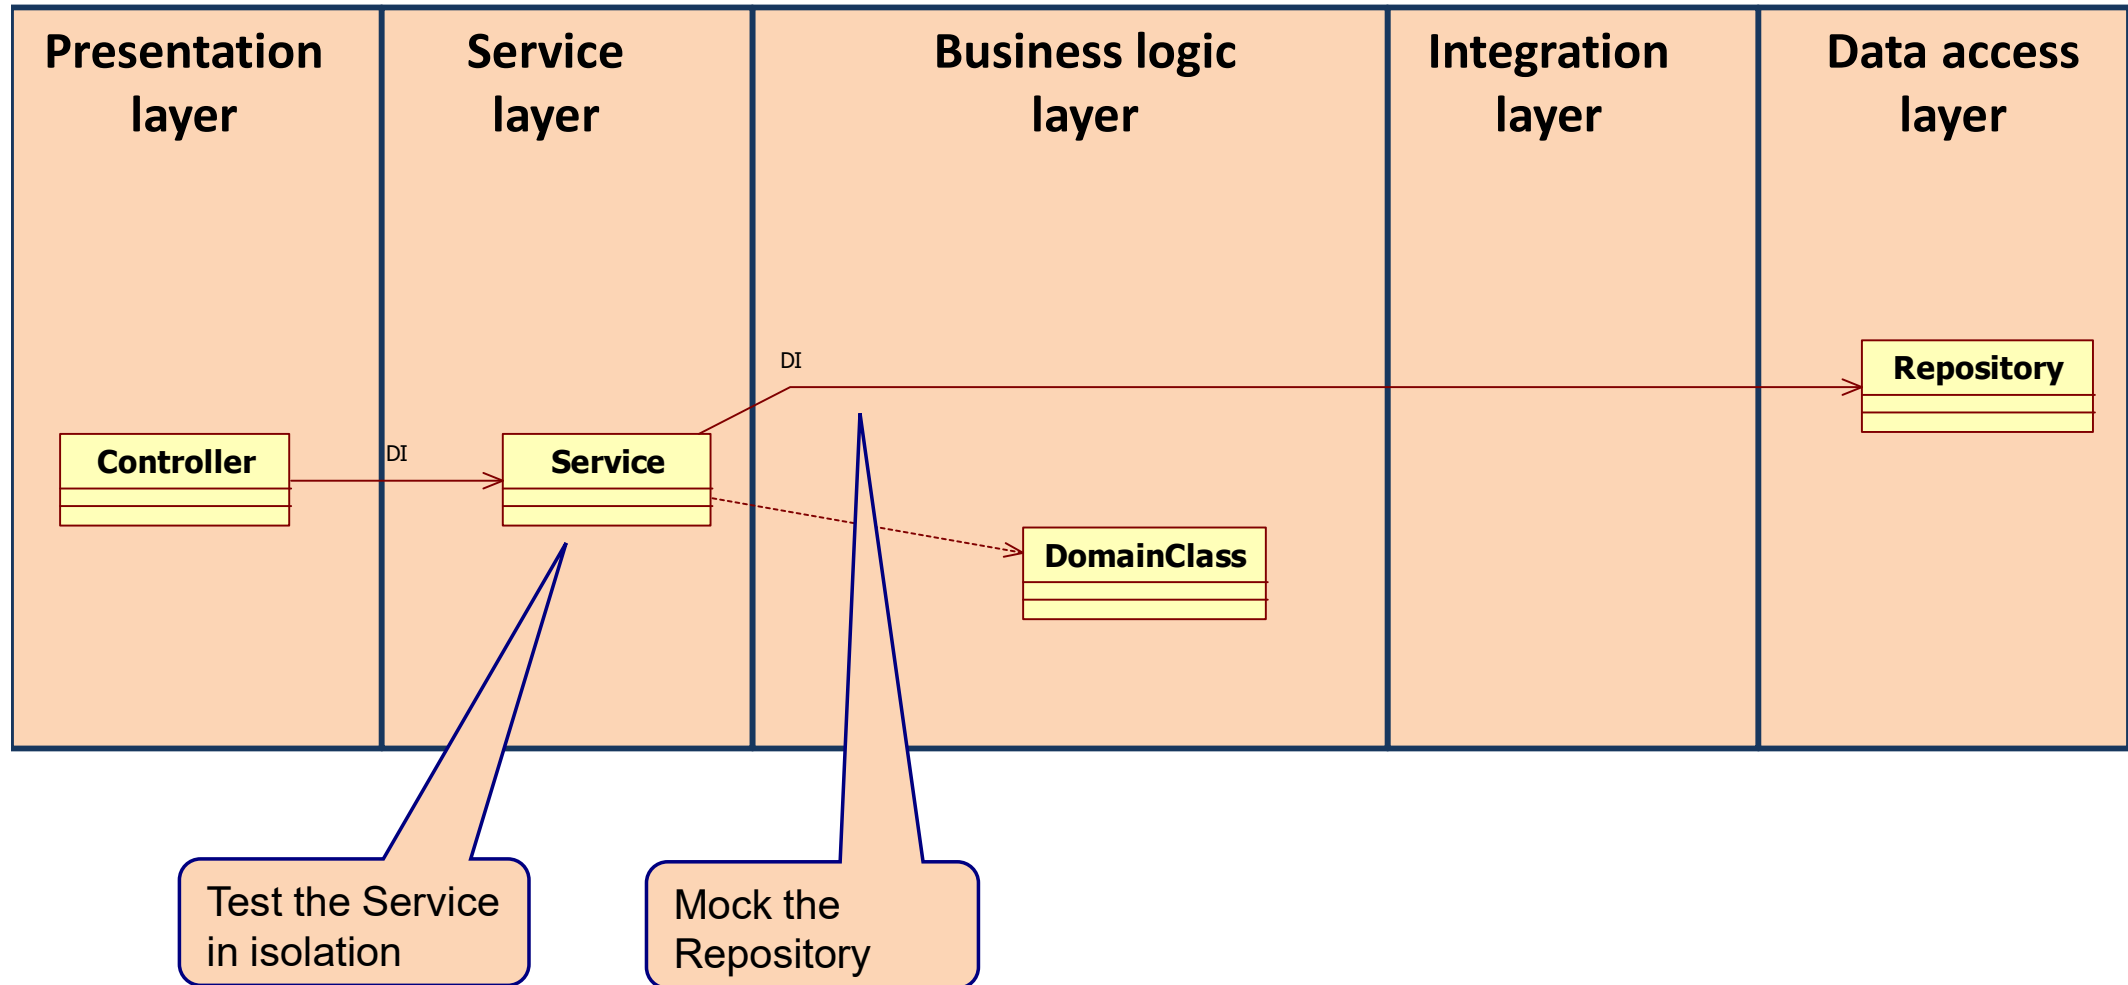 Presentation
layer
Service
layer
Business logic
layer
Integration
layer
Data access
layer
DI
Repository
Controller
DI
Service
DomainClass
Test the Service
in isolation
Mock the
Repository